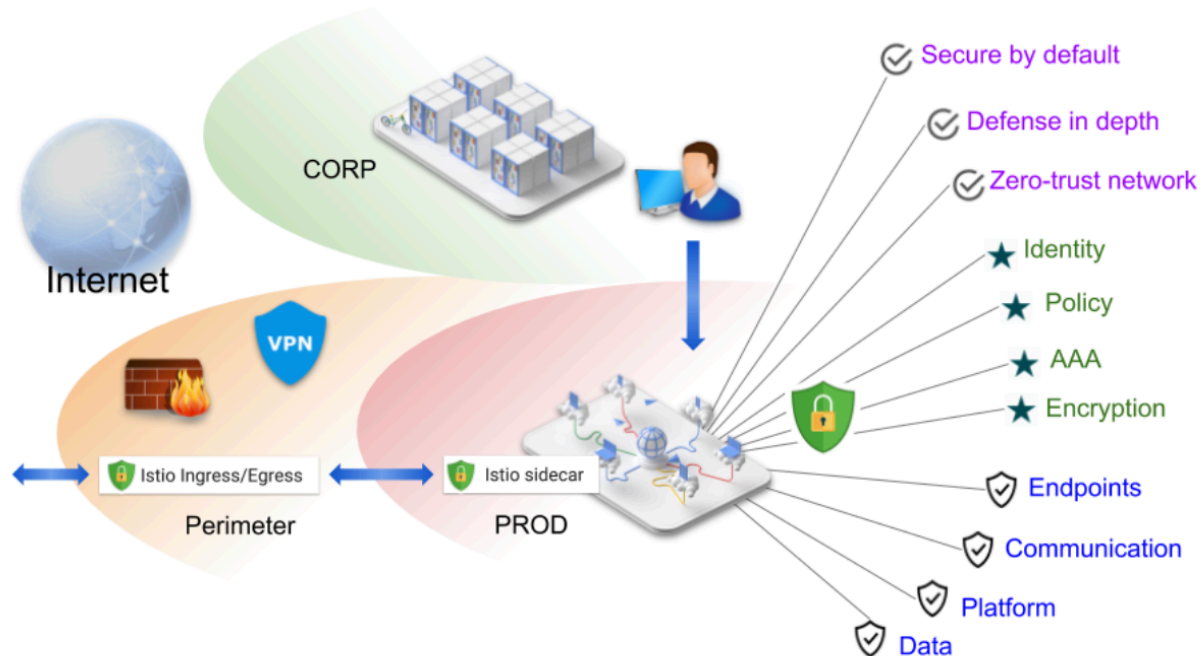 Secure by default
Defense in depth
Zero-trust network
CORP
Identity
Internet
Policy
VPN
AAA
Encryption
Istio Ingress/Egress
Istio sidecar
Endpoints
Perimeter
PROD
Communication
Platform
Data